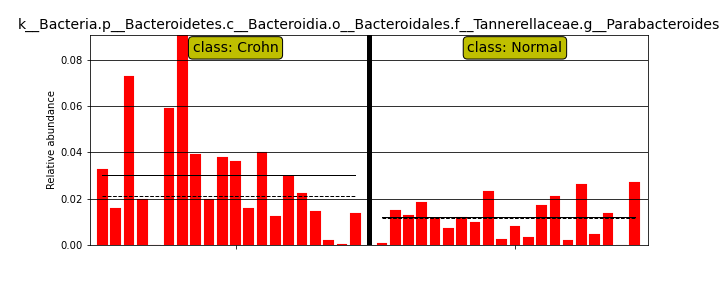 k__Bacteria.p__Bacteroidetes.c__Bacteroidia.o__Bacteroidales.f__Tannerellaceae.g__Parabacteroides
class: Crohn
class: Normal
Relative abundance
0.08
0.06
0.04
0.02
0.00